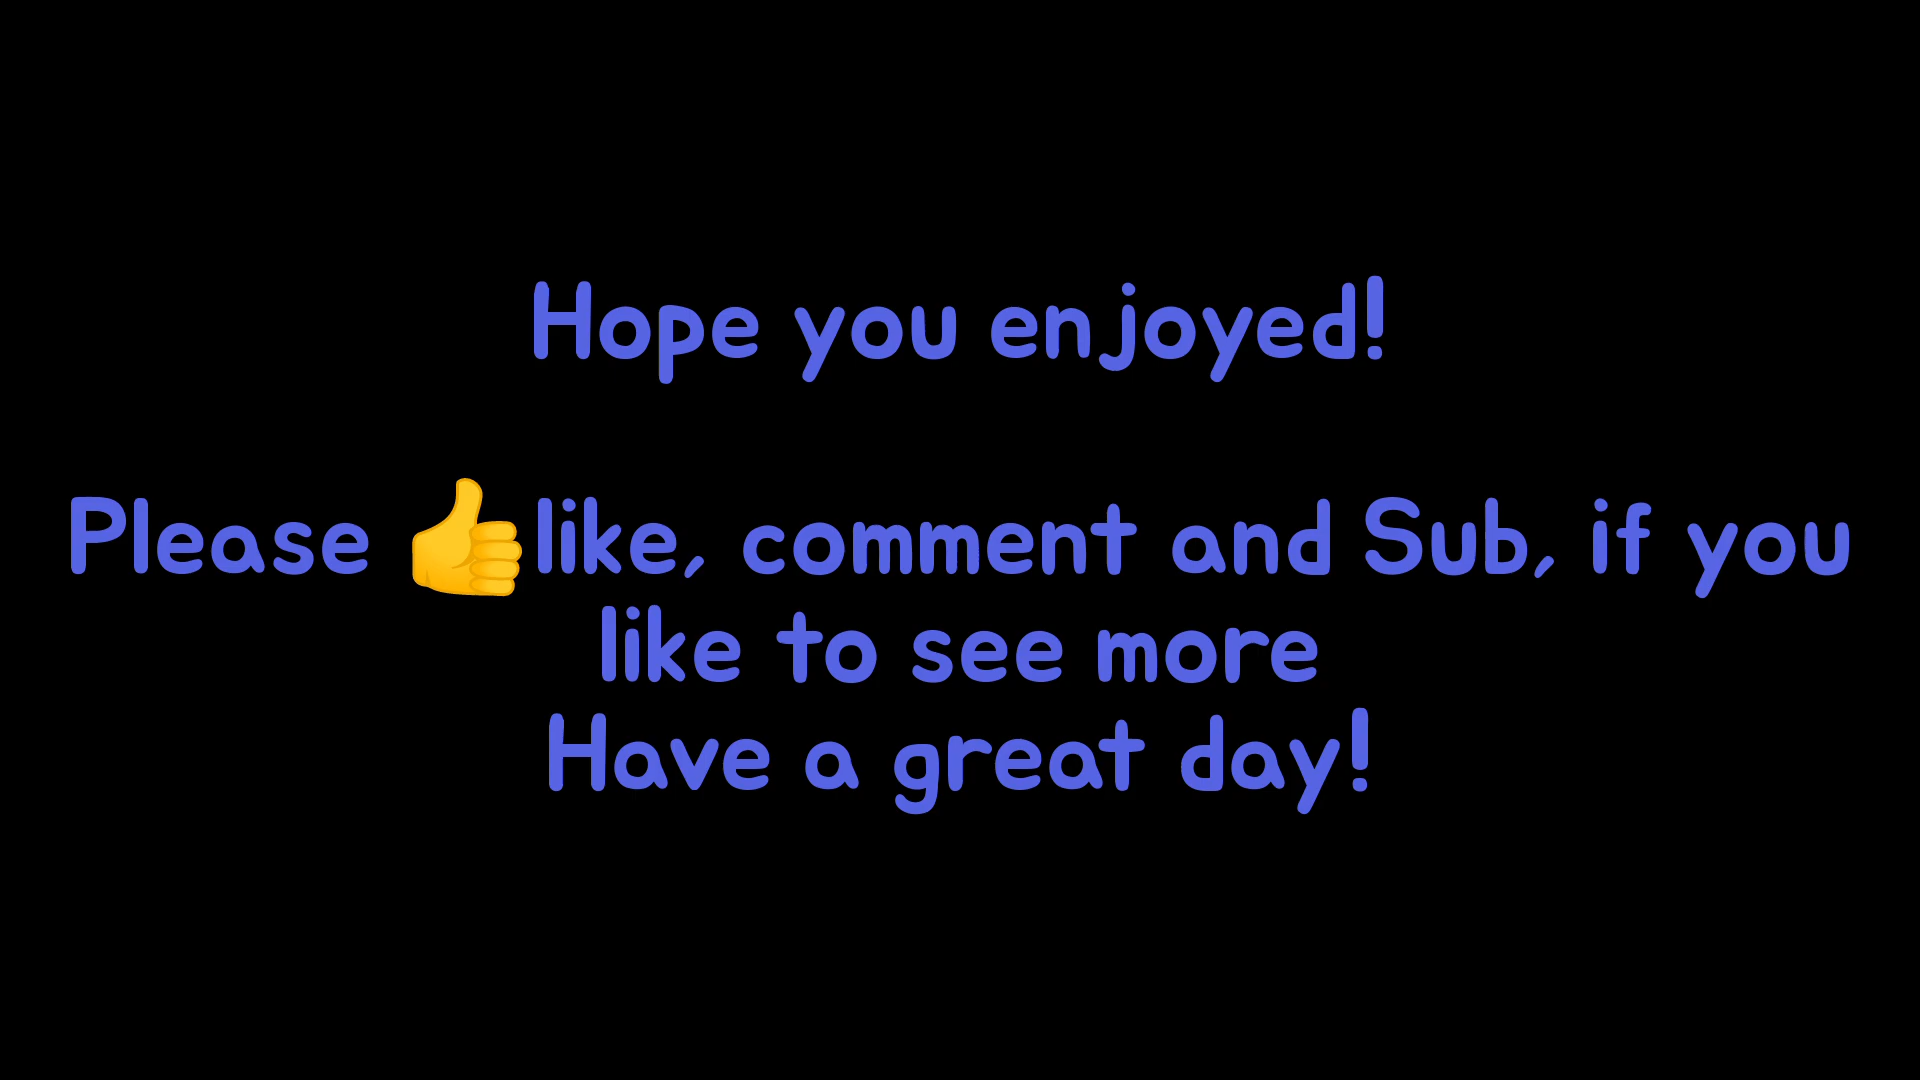 Hope you enjoyed!
Please 👍like, comment and Sub, if you
like to see more
Have a great day!